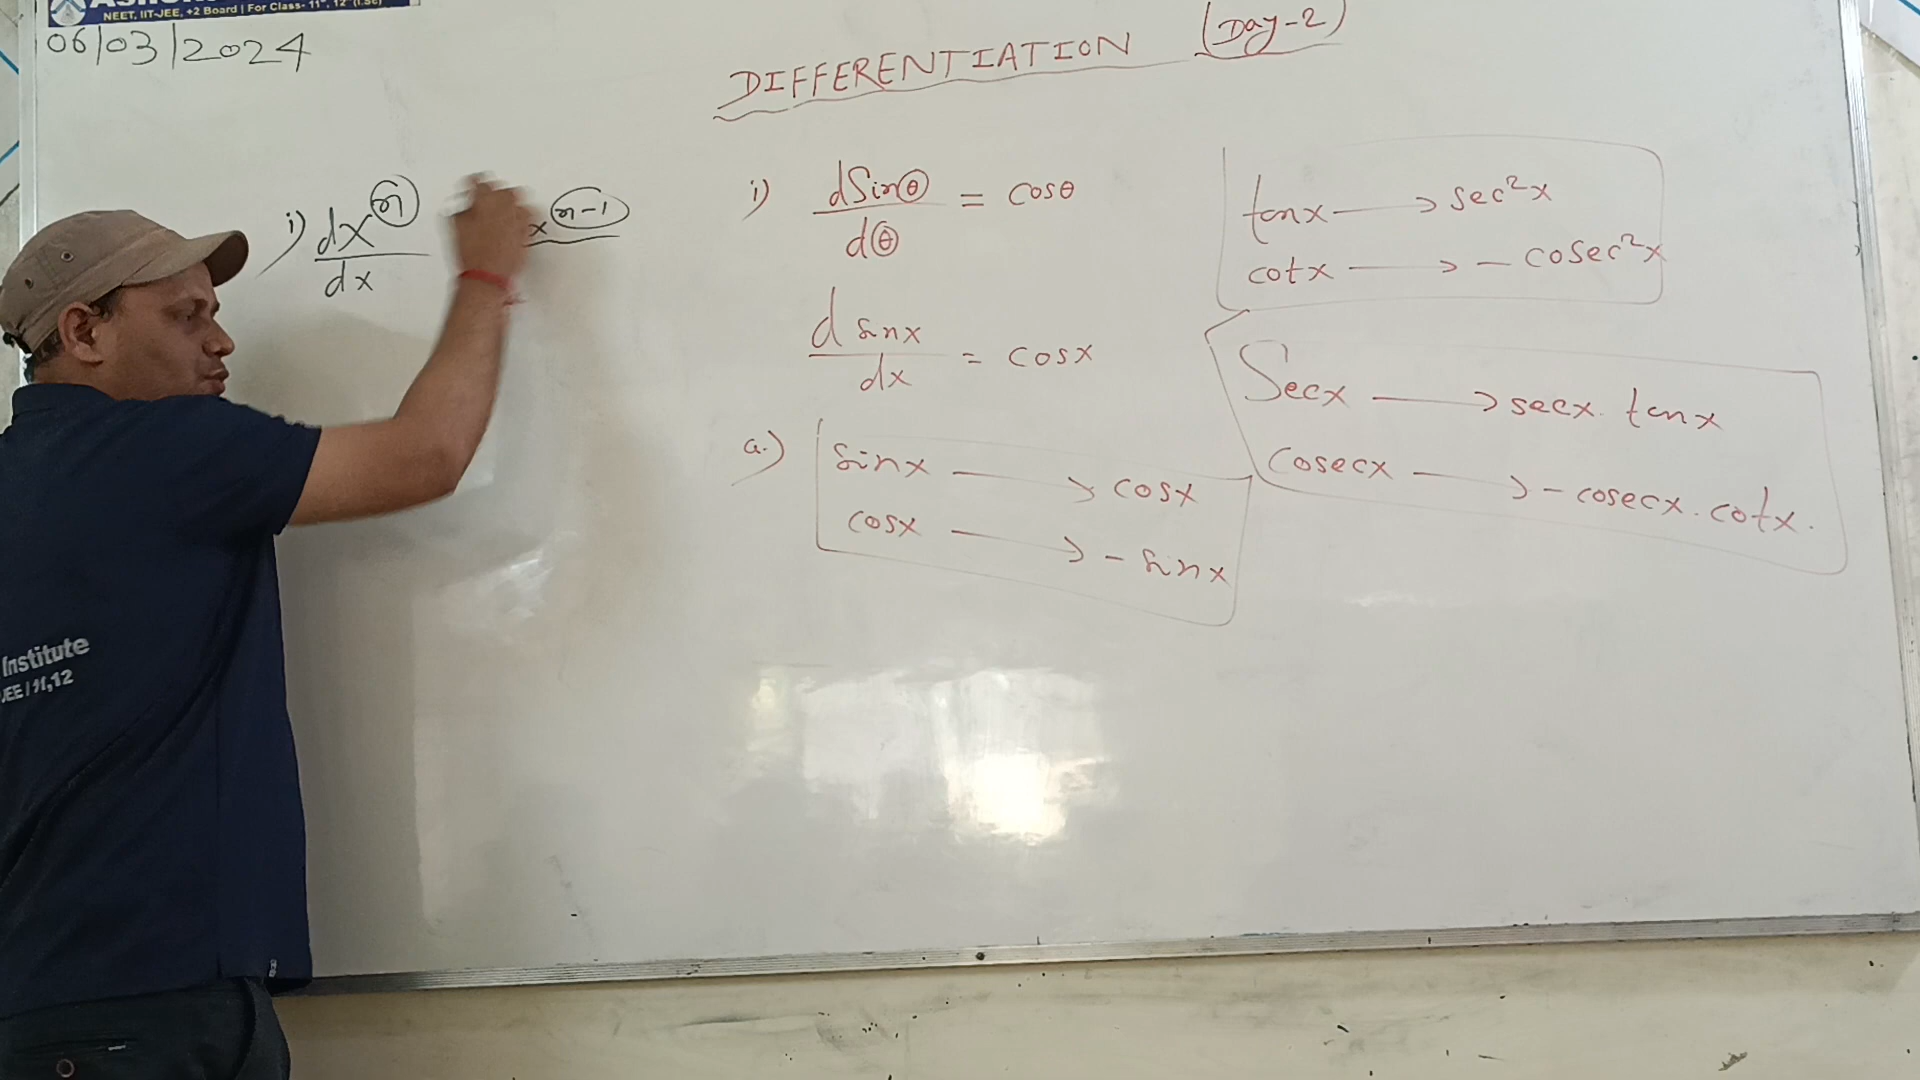 NEET, IIT-JEE, +2 Board | For Class- 11th, 12th (I.Sc)
06/03/2024
DIFFERENTIATION (Day-2)
i) dx^n
dx
x^n-1
i) dSinθ = cosθ
dθ
d sinx = cosx
dx
a.) sinx → cosx
cosx → - sinx
tanx → sec²x
cotx → - cosec²x
Secx → secx. tanx
cosecx → - cosecx. cotx.
Institute
JEE | 11,12